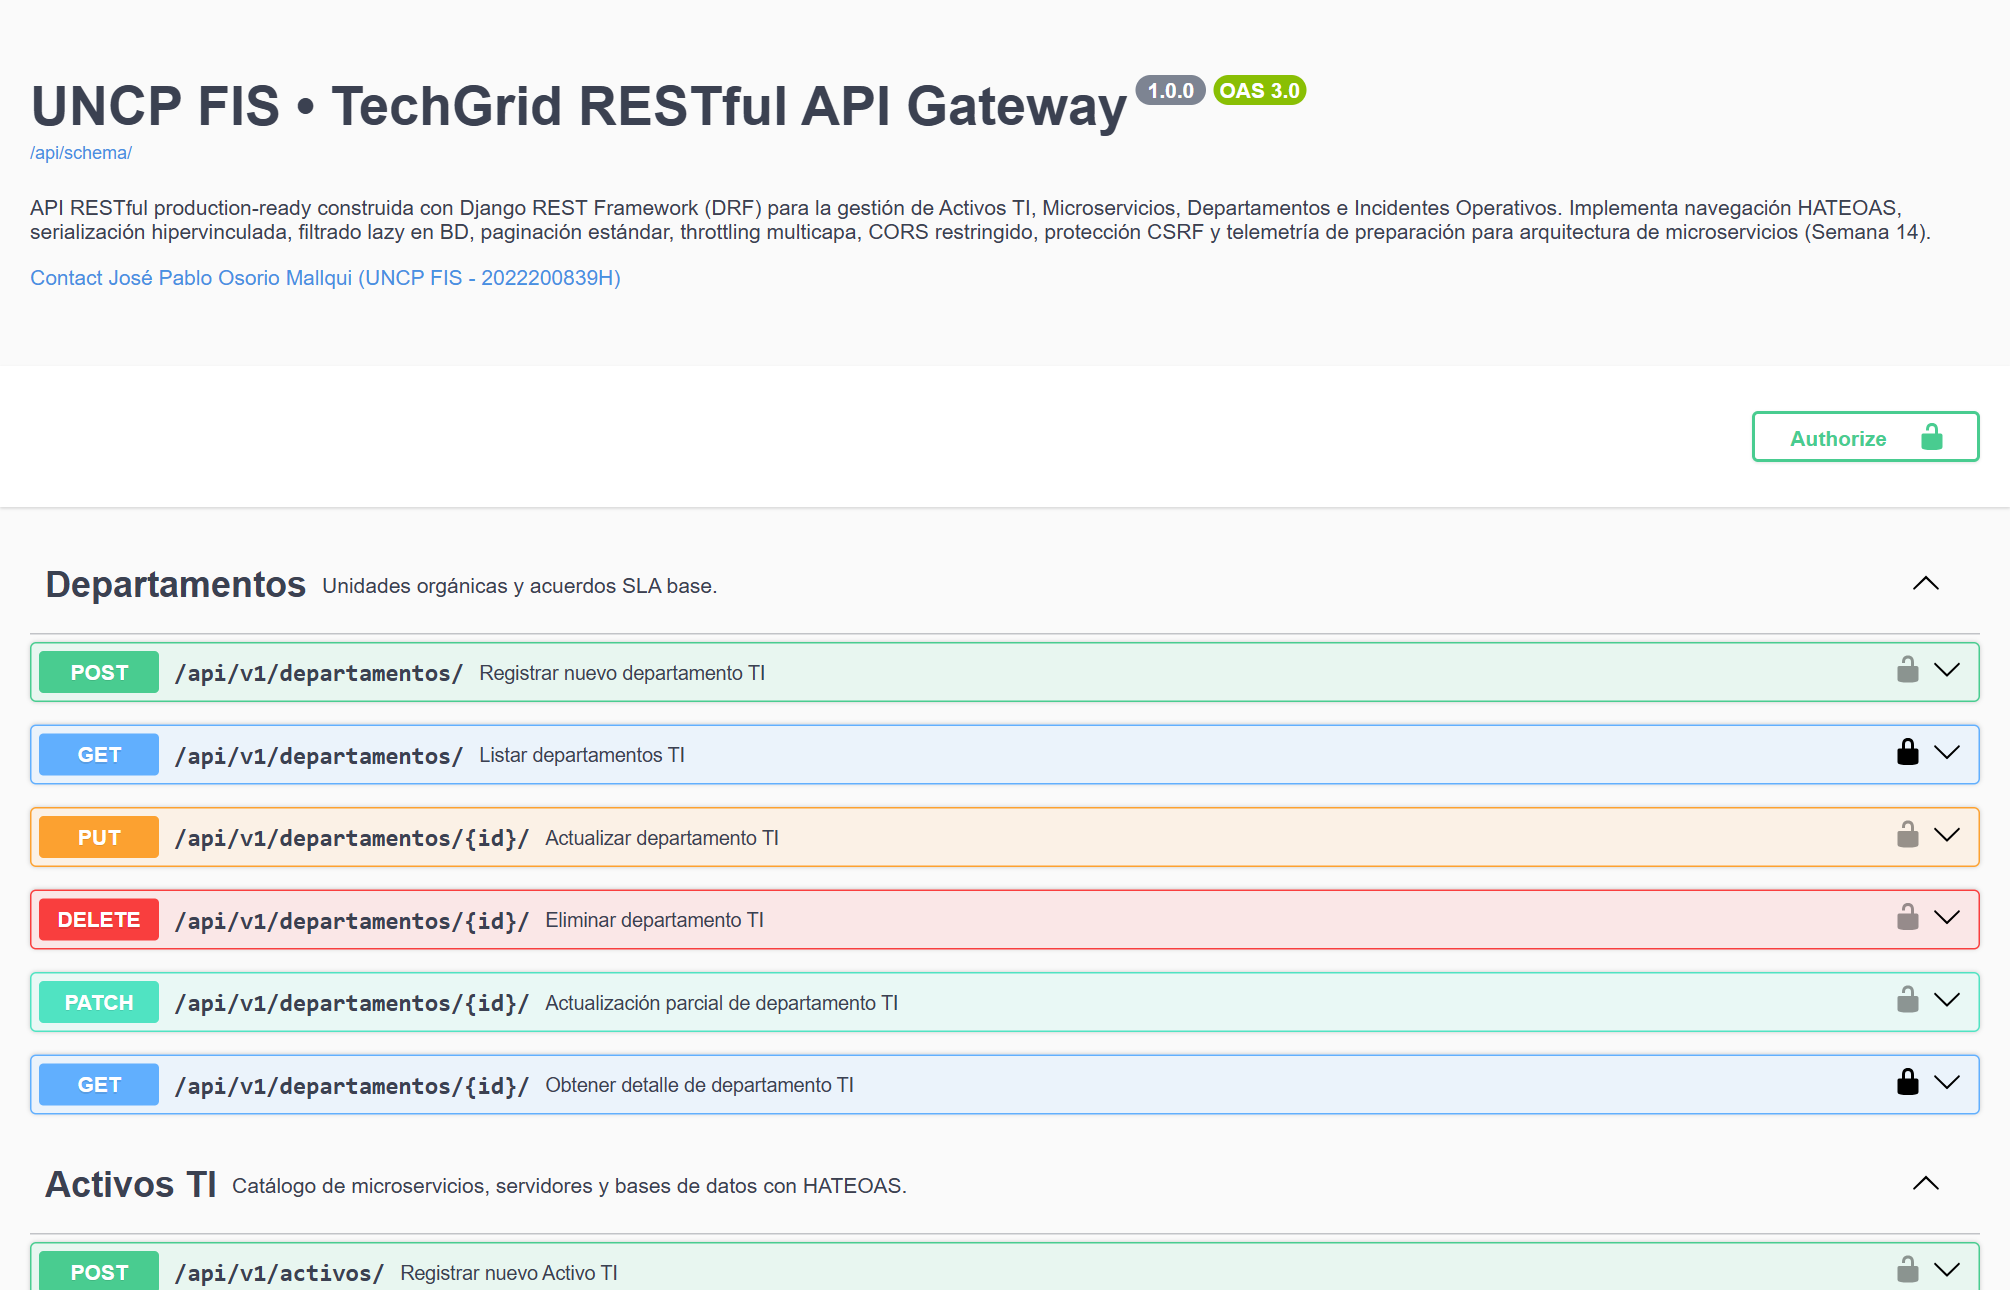 UNCP FIS • TechGrid RESTful API Gateway 1.0.0 OAS 3.0
/api/schema/
API RESTful production-ready construida con Django REST Framework (DRF) para la gestión de Activos TI, Microservicios, Departamentos e Incidentes Operativos. Implementa navegación HATEOAS,
serialización hipervinculada, filtrado lazy en BD, paginación estándar, throttling multicapa, CORS restringido, protección CSRF y telemetría de preparación para arquitectura de microservicios (Semana 14).
Contact José Pablo Osorio Mallqui (UNCP FIS - 2022200839H)
Authorize
Departamentos Unidades orgánicas y acuerdos SLA base.
POST /api/v1/departamentos/ Registrar nuevo departamento TI
GET /api/v1/departamentos/ Listar departamentos TI
PUT /api/v1/departamentos/{id}/ Actualizar departamento TI
DELETE /api/v1/departamentos/{id}/ Eliminar departamento TI
PATCH /api/v1/departamentos/{id}/ Actualización parcial de departamento TI
GET /api/v1/departamentos/{id}/ Obtener detalle de departamento TI
Activos TI Catálogo de microservicios, servidores y bases de datos con HATEOAS.
POST /api/v1/activos/ Registrar nuevo Activo TI